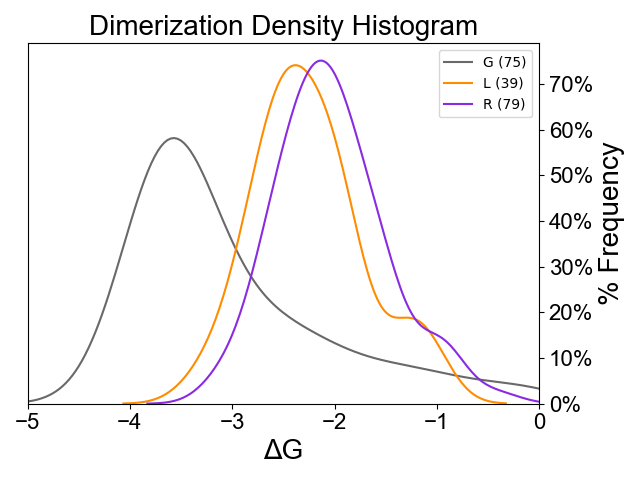 Dimerization Density Histogram
G (75)
L (39)
R (79)
70%
60%
50%
40%
30%
20%
10%
0%
% Frequency
−5 −4 −3 −2 −1 0
ΔG